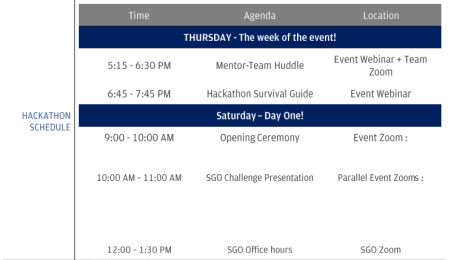 Time Agenda Location
THURSDAY - The week of the event!
5:15 - 6:30 PM Mentor-Team Huddle Event Webinar + Team
Zoom
6:45 - 7:45 PM Hackathon Survival Guide Event Webinar
HACKATHON
SCHEDULE
Saturday – Day One!
9:00 - 10:00 AM Opening Ceremony Event Zoom :
10:00 AM – 11:00 AM SGO Challenge Presentation Parallel Event Zooms :
12:00 – 1:30 PM SGO Office hours SGO Zoom